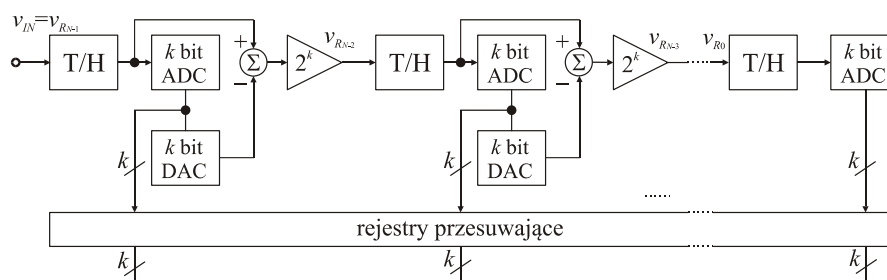 v_IN=v_RN-1
T/H
k bit
ADC
+
Σ
−
2^k
v_RN-2
T/H
k bit
ADC
+
Σ
−
2^k
v_RN-3
v_R0
T/H
k bit
ADC
k
k bit
DAC
k
k bit
DAC
k
rejestry przesuwające
k
k
k